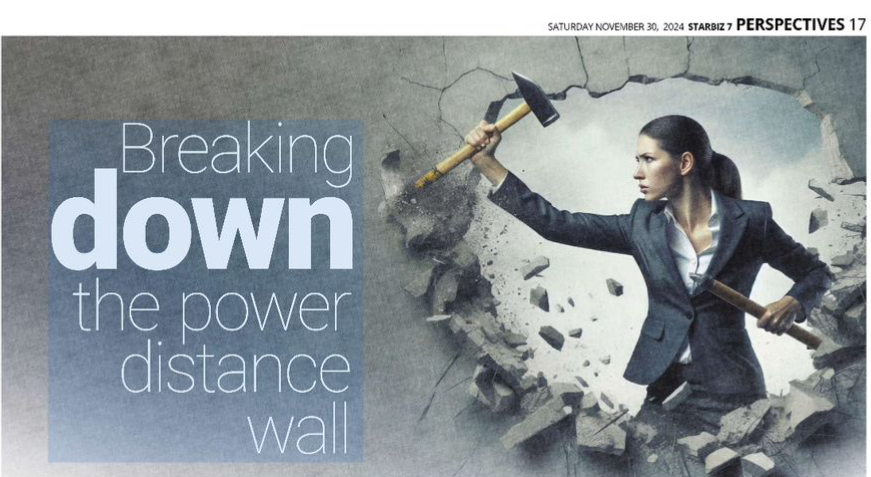 SATURDAY NOVEMBER 30, 2024 STARBIZ 7 PERSPECTIVES 17
Breaking
down
the power
distance
wall